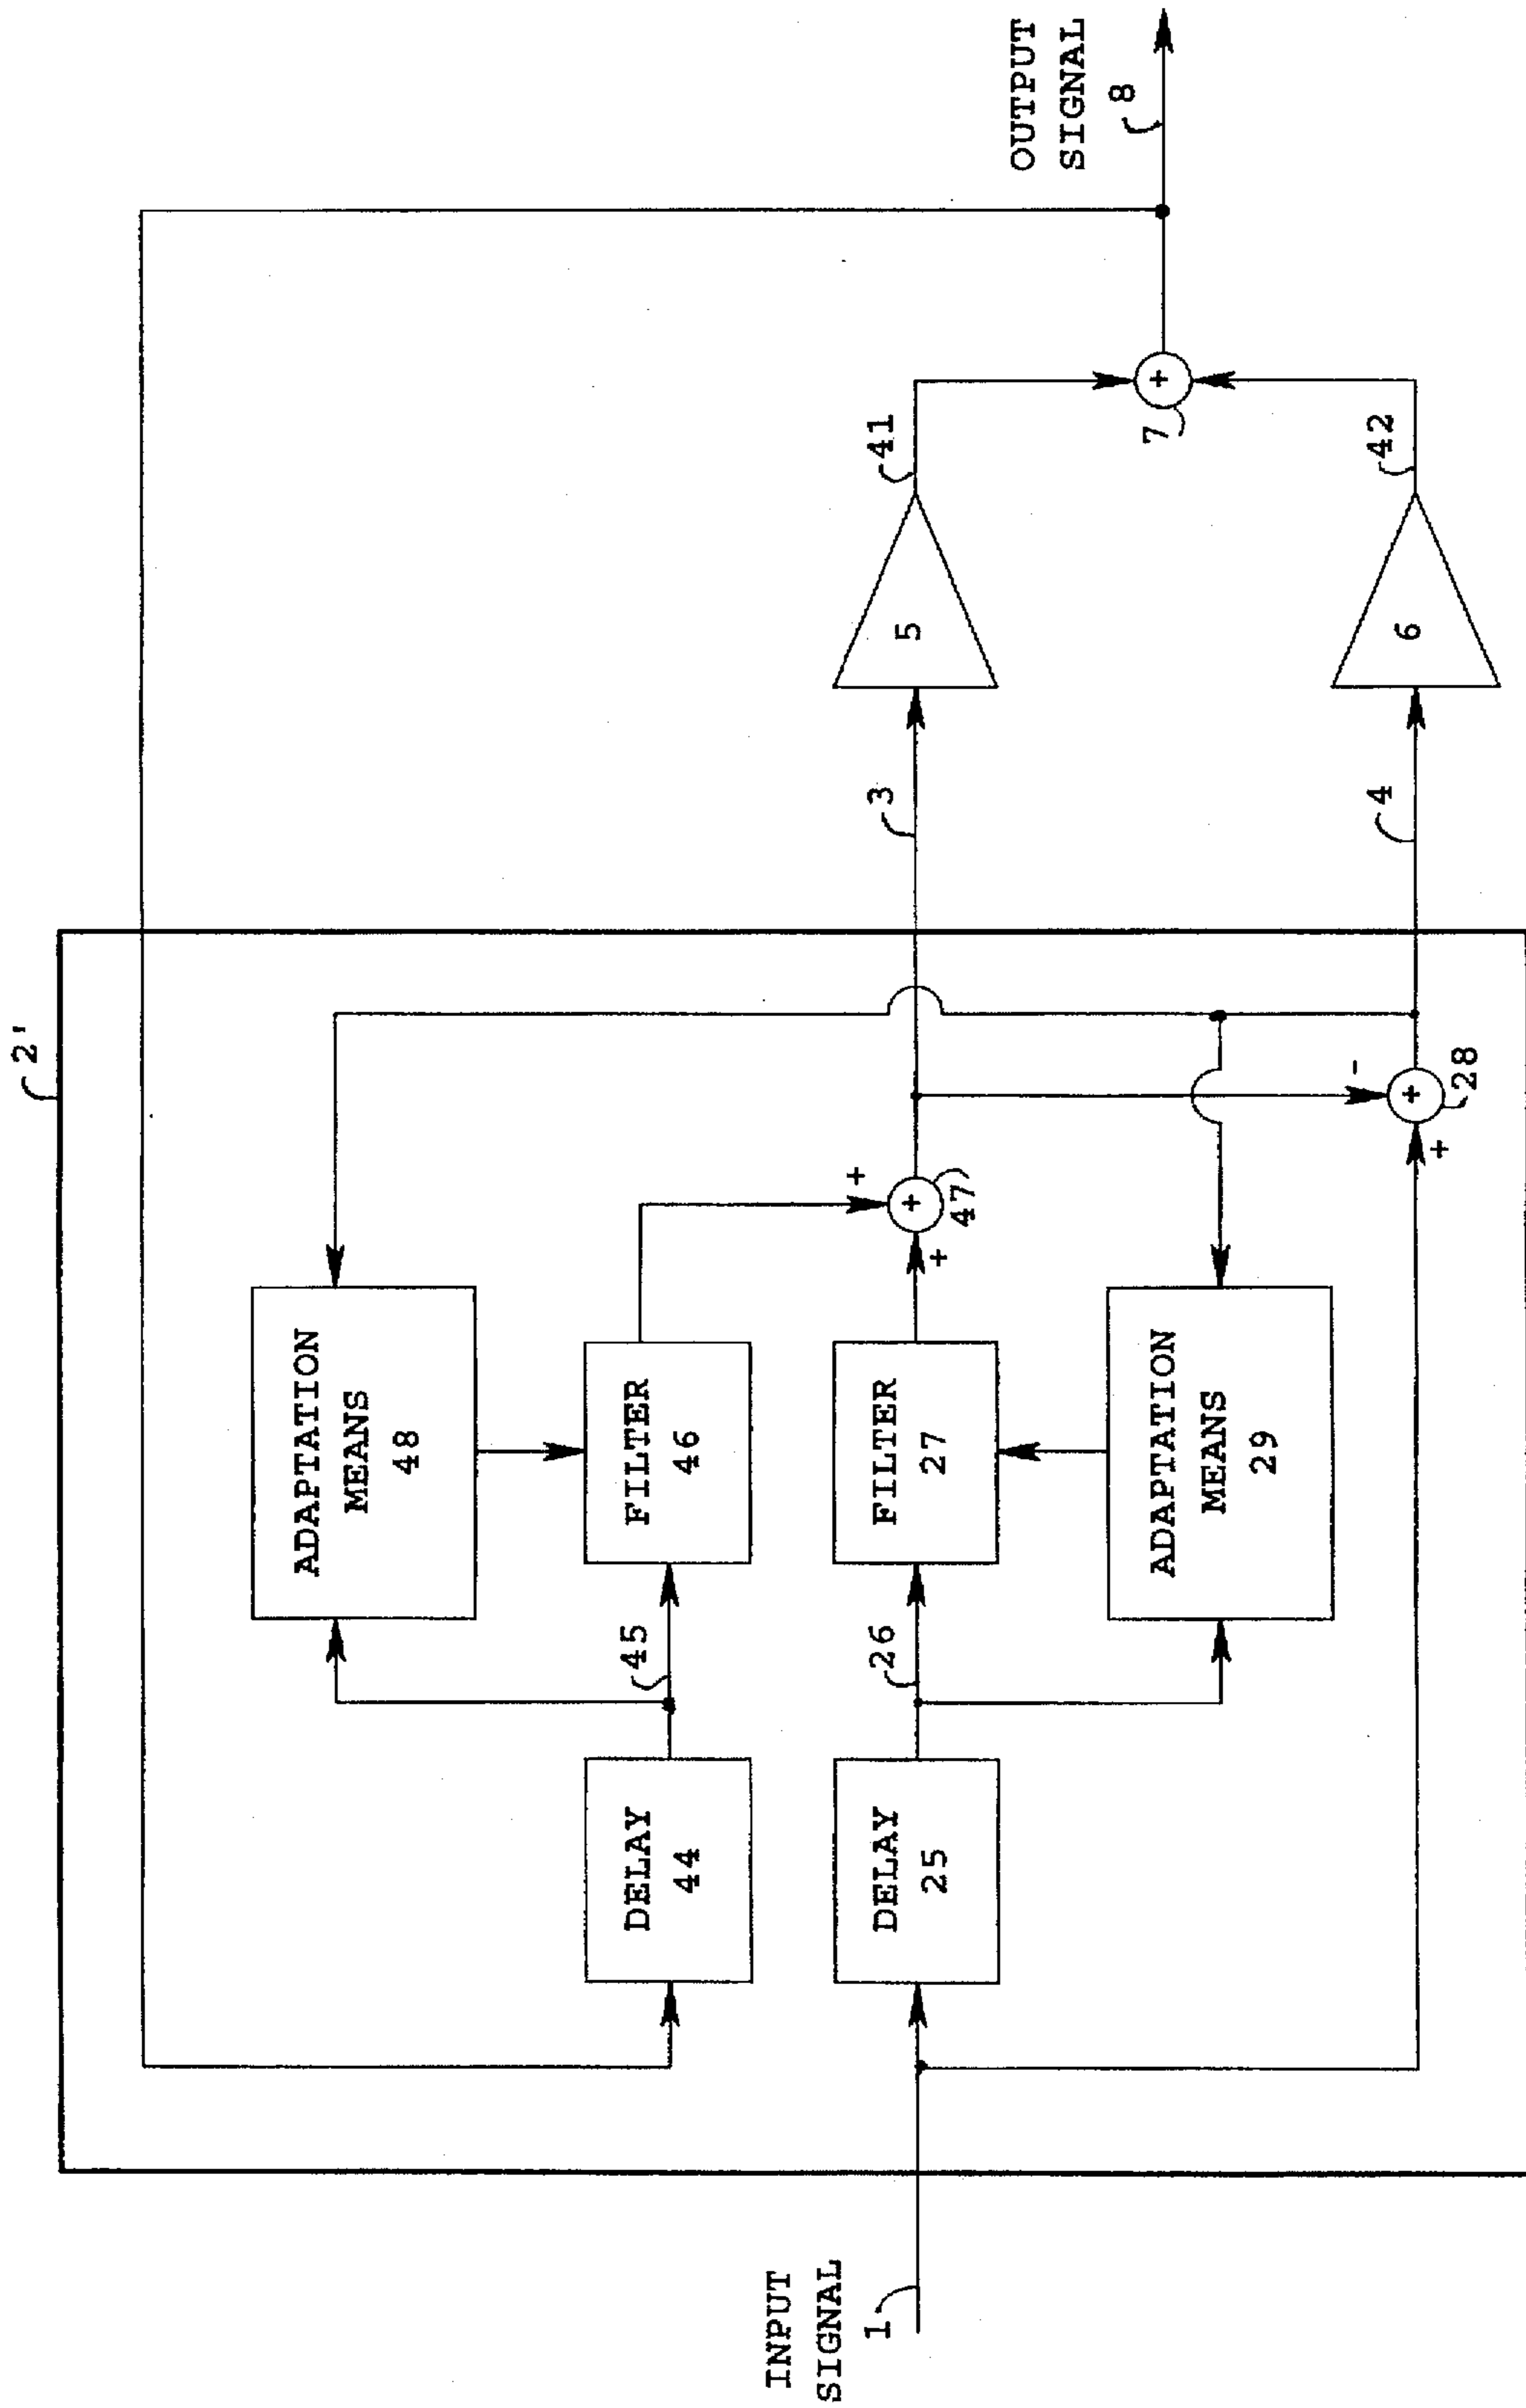 2'
ADAPTATION
MEANS
48
45
DELAY
44
FILTER
46
+
INPUT
SIGNAL
1
DELAY
25
26
FILTER
27
+
+
47
3
5
41
ADAPTATION
MEANS
29
-
+
+
28
4
6
42
+
7
OUTPUT
SIGNAL
8